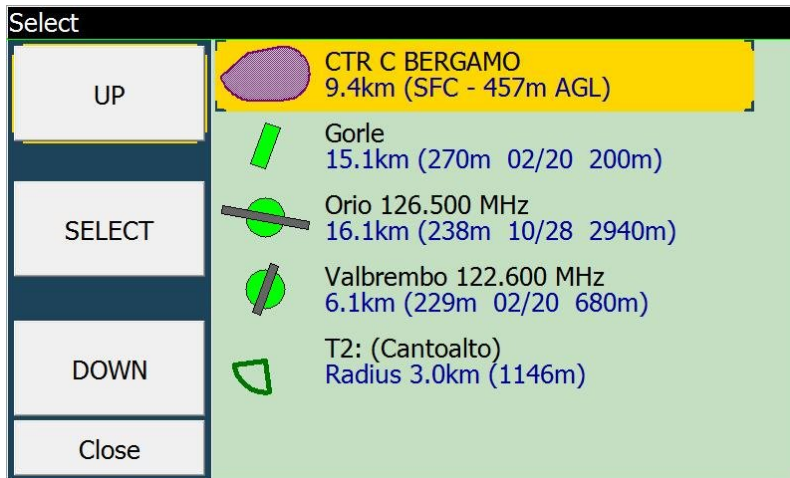 Select
UP
SELECT
DOWN
Close
CTR C BERGAMO
9.4km (SFC - 457m AGL)
Gorle
15.1km (270m 02/20 200m)
Orio 126.500 MHz
16.1km (238m 10/28 2940m)
Valbrembo 122.600 MHz
6.1km (229m 02/20 680m)
T2: (Cantoalto)
Radius 3.0km (1146m)